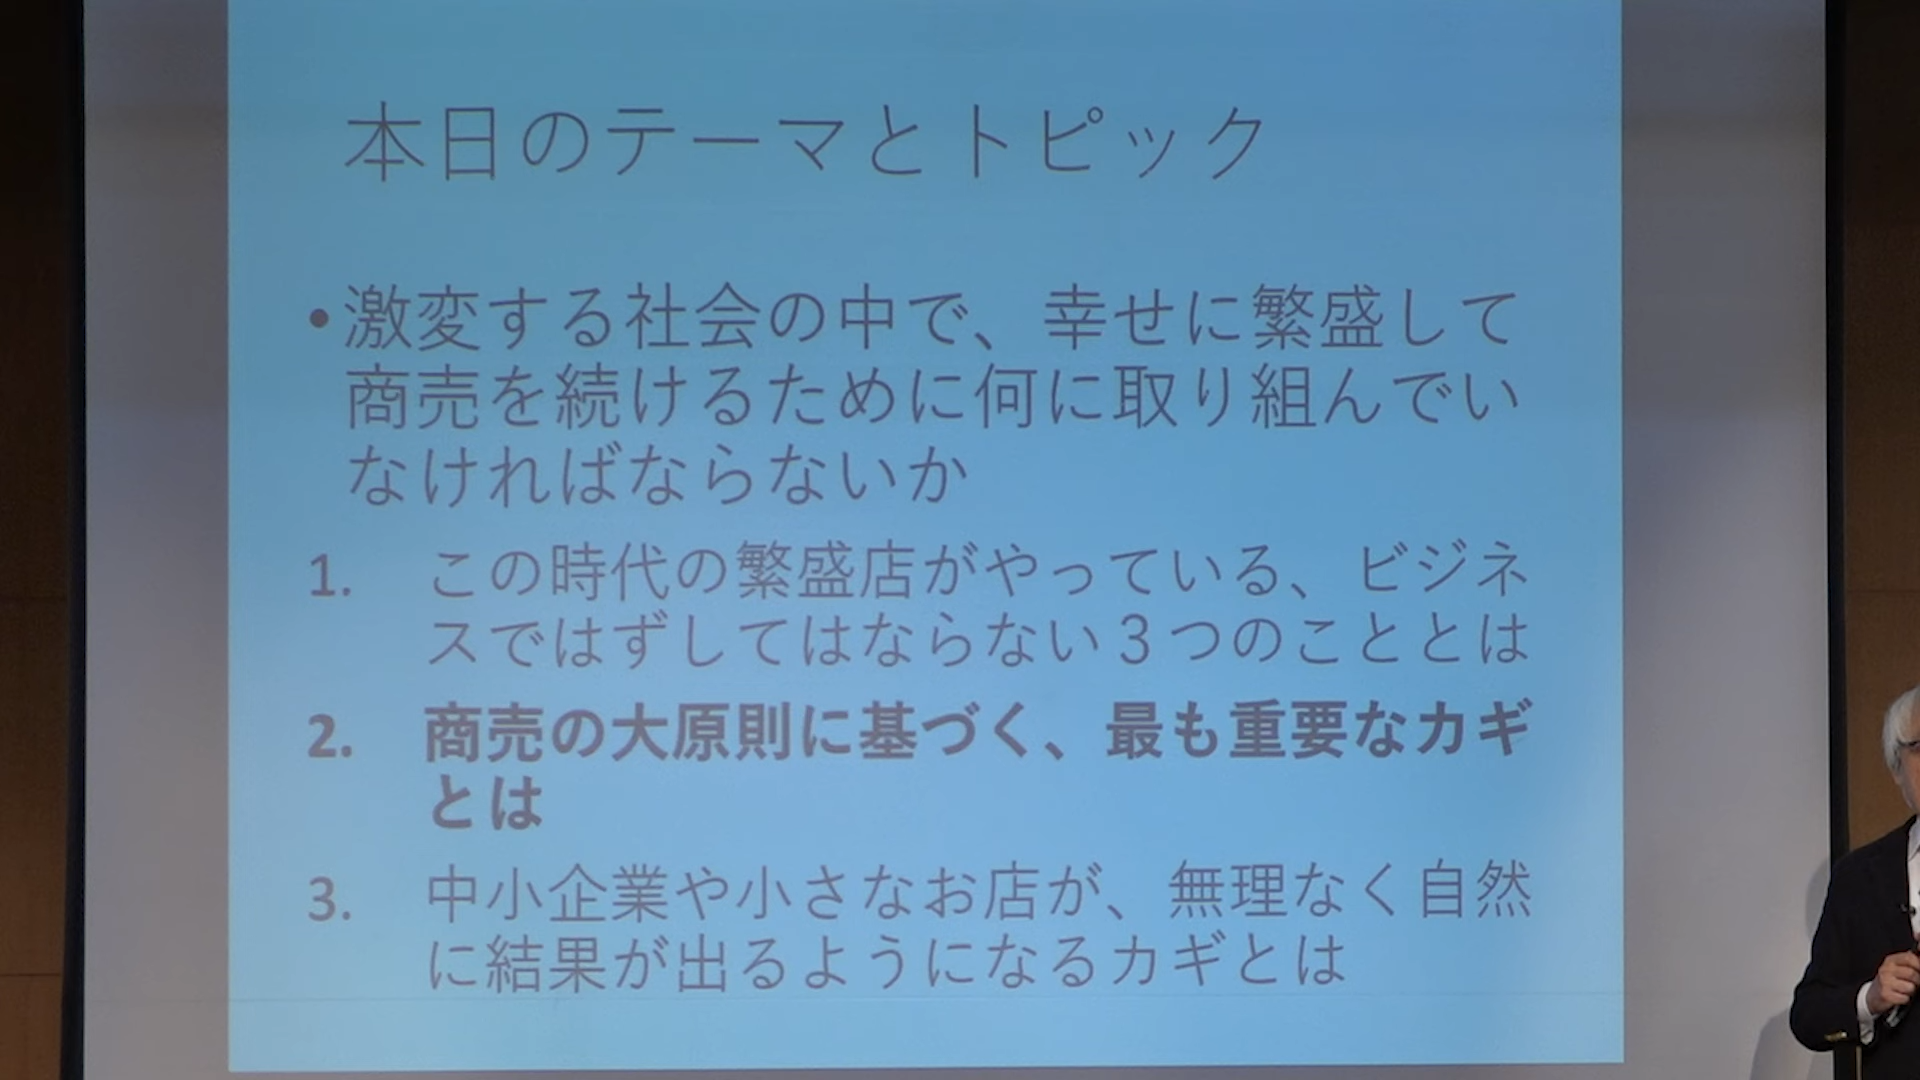 本日のテーマとトピック
•激変する社会の中で、幸せに繁盛して
商売を続けるために何に取り組んでい
なければならないか
1. この時代の繁盛店がやっている、ビジネ
スではずしてはならない３つのこととは
2. 商売の大原則に基づく、最も重要なカギ
とは
3. 中小企業や小さなお店が、無理なく自然
に結果が出るようになるカギとは